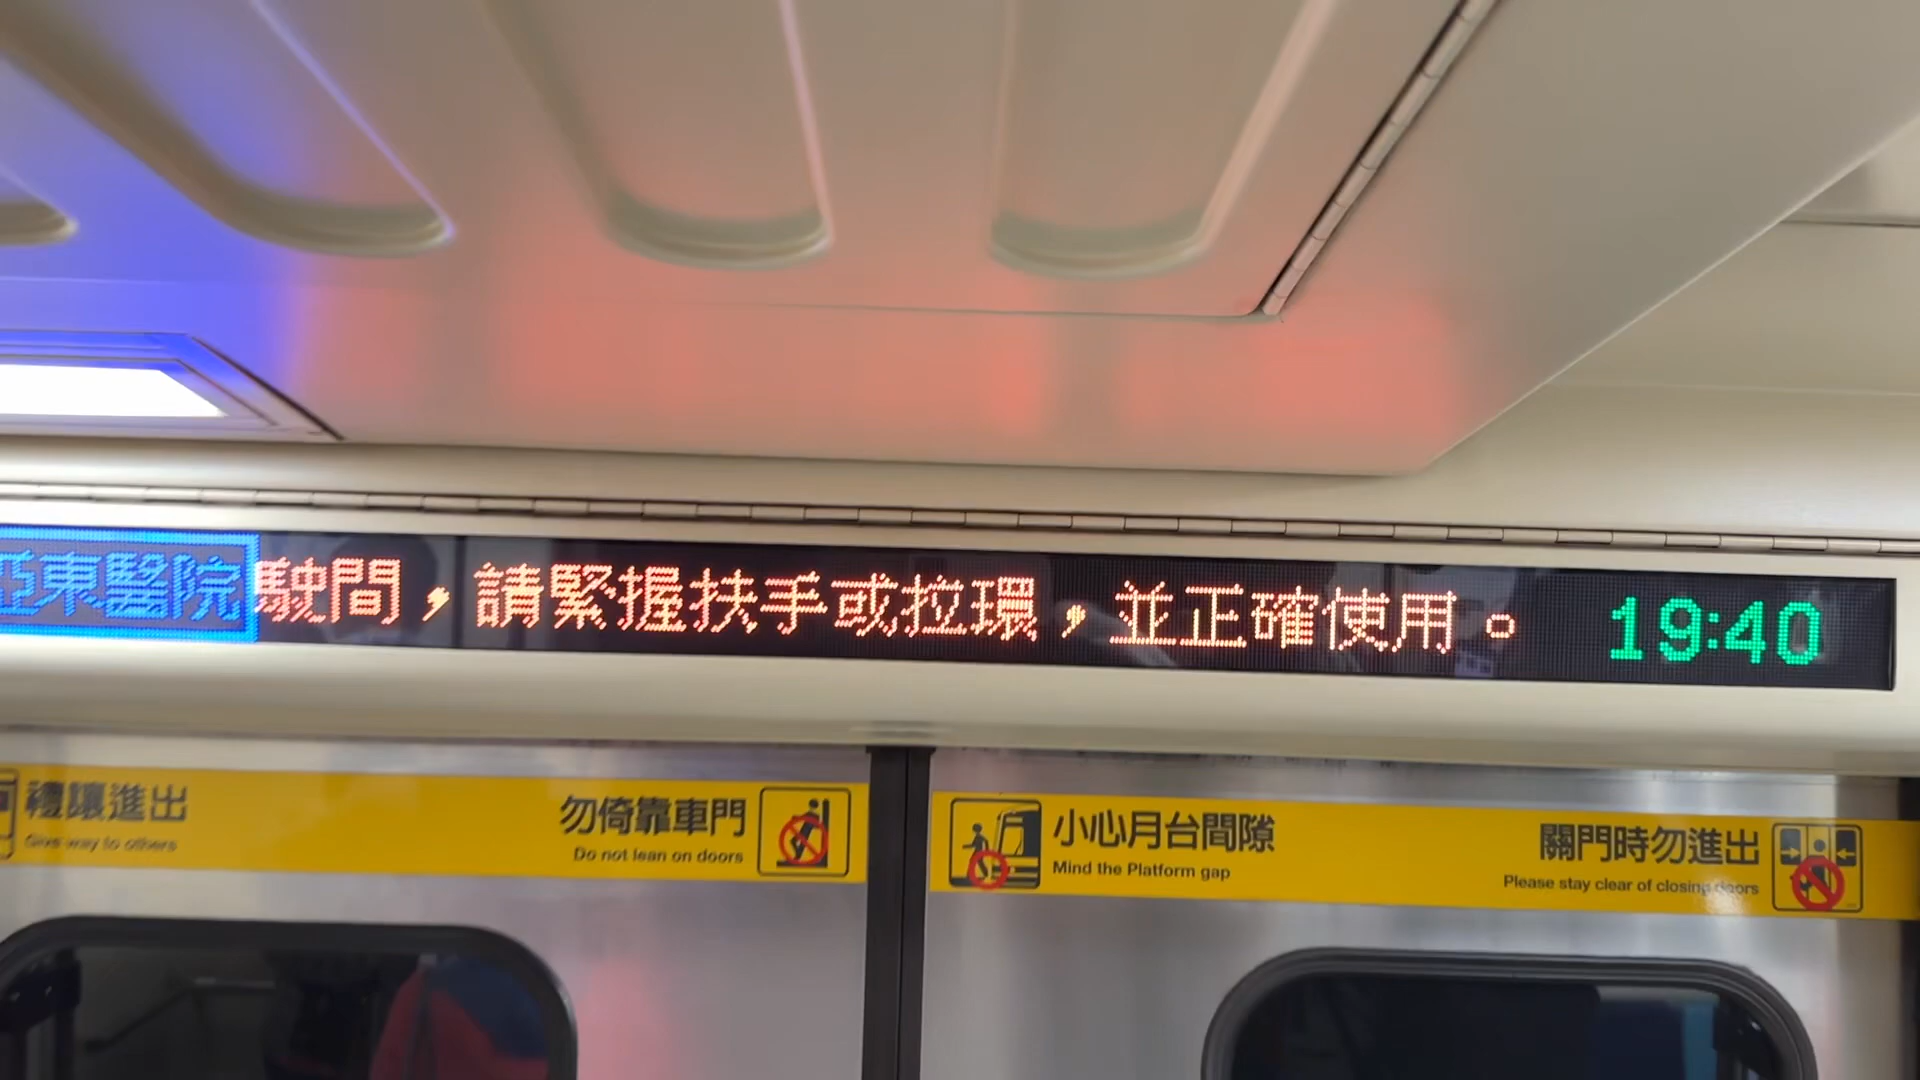 亞東醫院 駛間，請緊握扶手或拉環，並正確使用。 19:40
禮讓進出
Give way to others
勿倚靠車門
Do not lean on doors
小心月台間隙
Mind the Platform gap
關門時勿進出
Please stay clear of closing doors